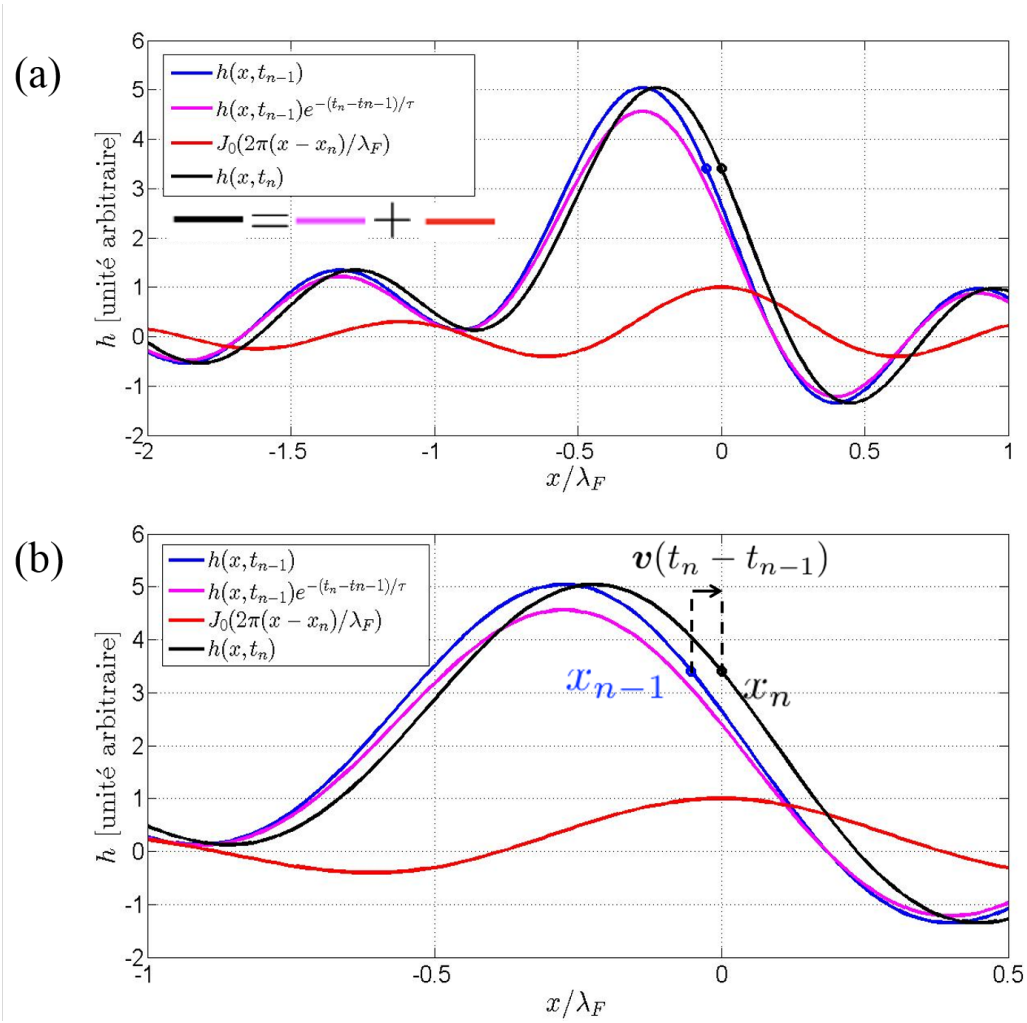 (a)
6
5
4
3
2
1
0
-1
-2
h [unité arbitraire]
h(x, t_{n-1})
h(x, t_{n-1})e^{-(t_n-tn-1)/τ}
J_0(2π(x − x_n)/λ_F)
h(x, t_n)
= +
-2 -1.5 -1 -0.5 0 0.5 1
x/λ_F
(b)
6
5
4
3
2
1
0
-1
-2
h [unité arbitraire]
h(x, t_{n-1})
h(x, t_{n-1})e^{-(t_n-tn-1)/τ}
J_0(2π(x − x_n)/λ_F)
h(x, t_n)
v(t_n − t_{n-1})
x_{n-1} x_n
-1 -0.5 0 0.5
x/λ_F